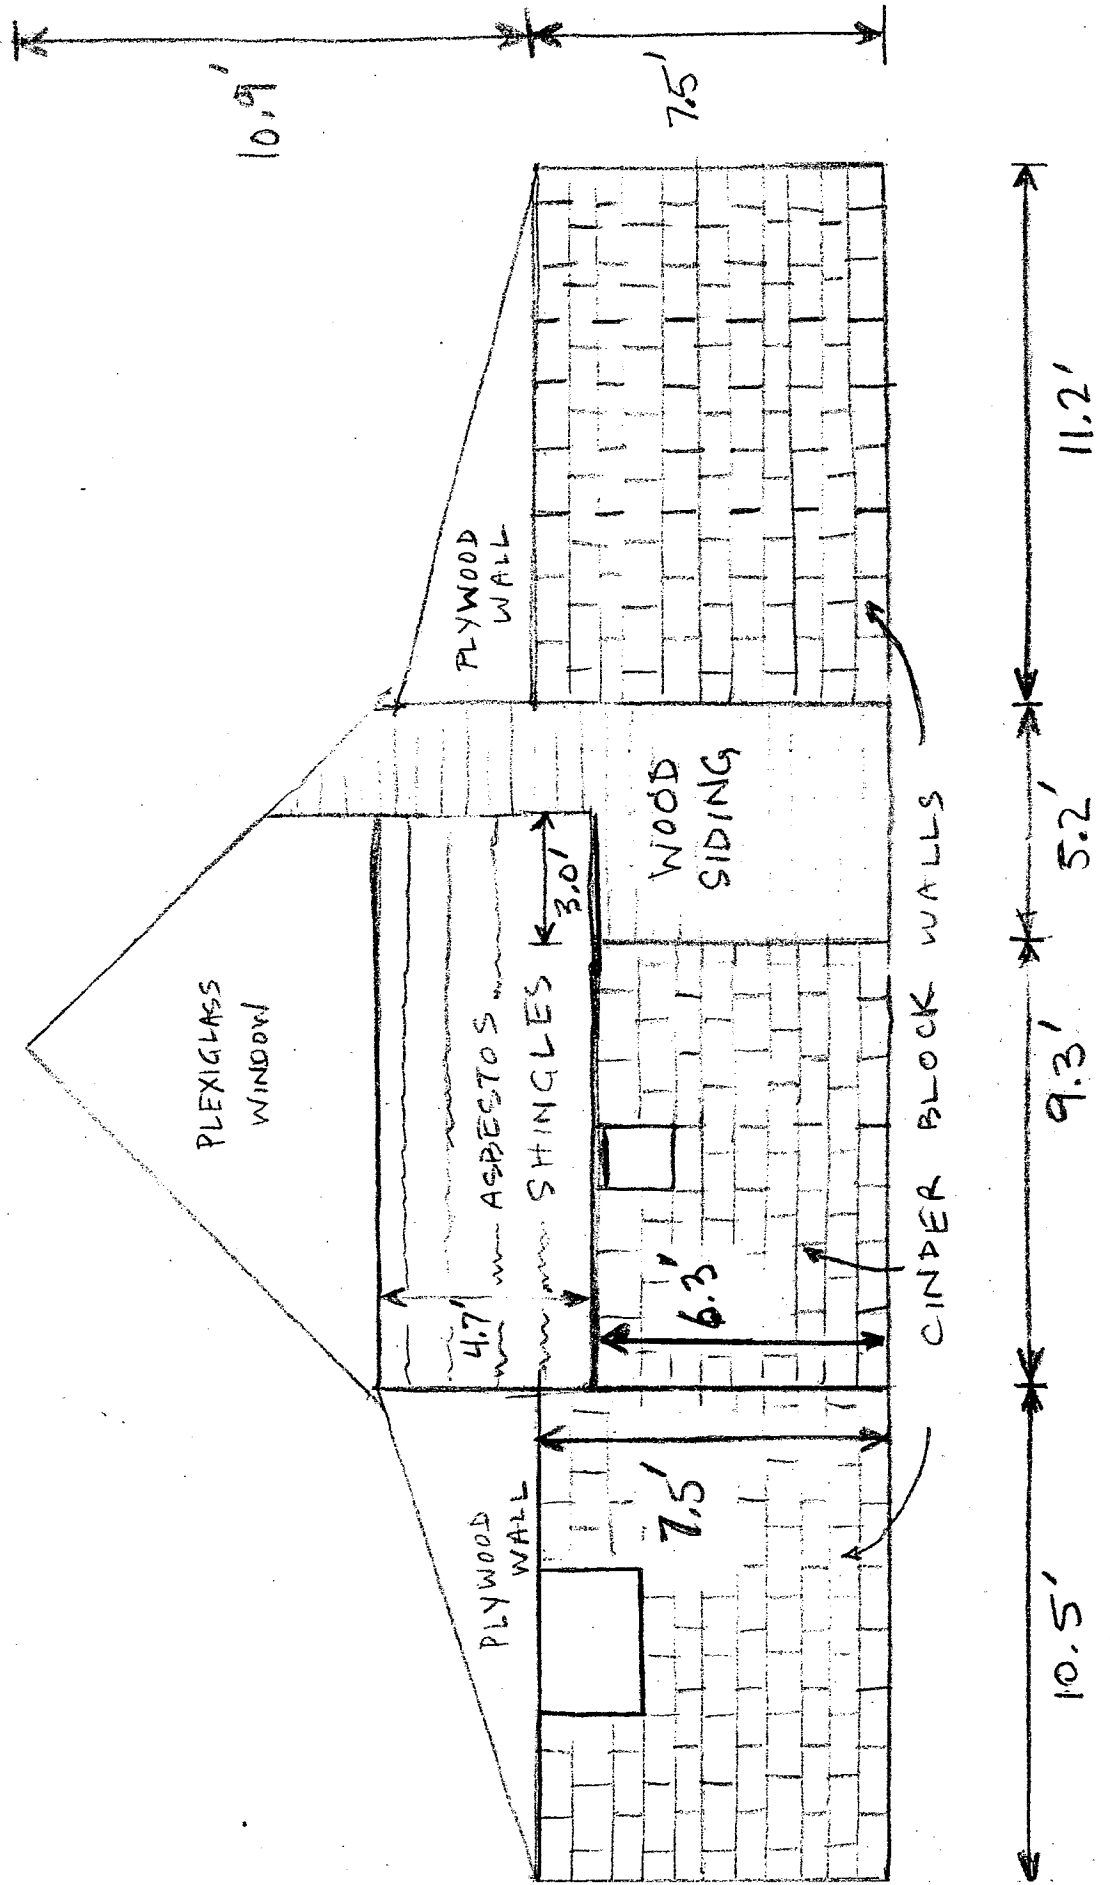 PLEXIGLASS
WINDOW
10.9'
PLYWOOD
WALL
PLYWOOD
WALL
4.7'
ASBESTOS
SHINGLES
3.0'
7.5'
7.5'
6.3'
WOOD
SIDING
CINDER BLOCK WALLS
10.5'
9.3'
5.2'
11.2'